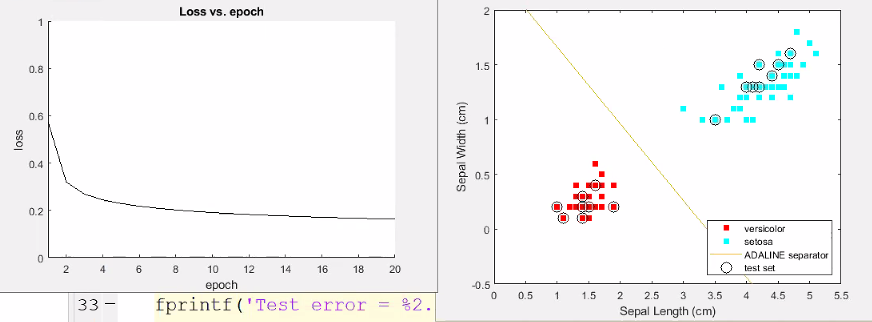 Loss vs. epoch
1
0.8
0.6
0.4
0.2
0
loss
2 4 6 8 10 12 14 16 18 20
epoch
33 -
fprintf('Test error = %2.
2
1.5
1
0.5
0
-0.5
Sepal Width (cm)
versicolor
setosa
ADALINE separator
test set
0 0.5 1 1.5 2 2.5 3 3.5 4 4.5 5 5.5
Sepal Length (cm)